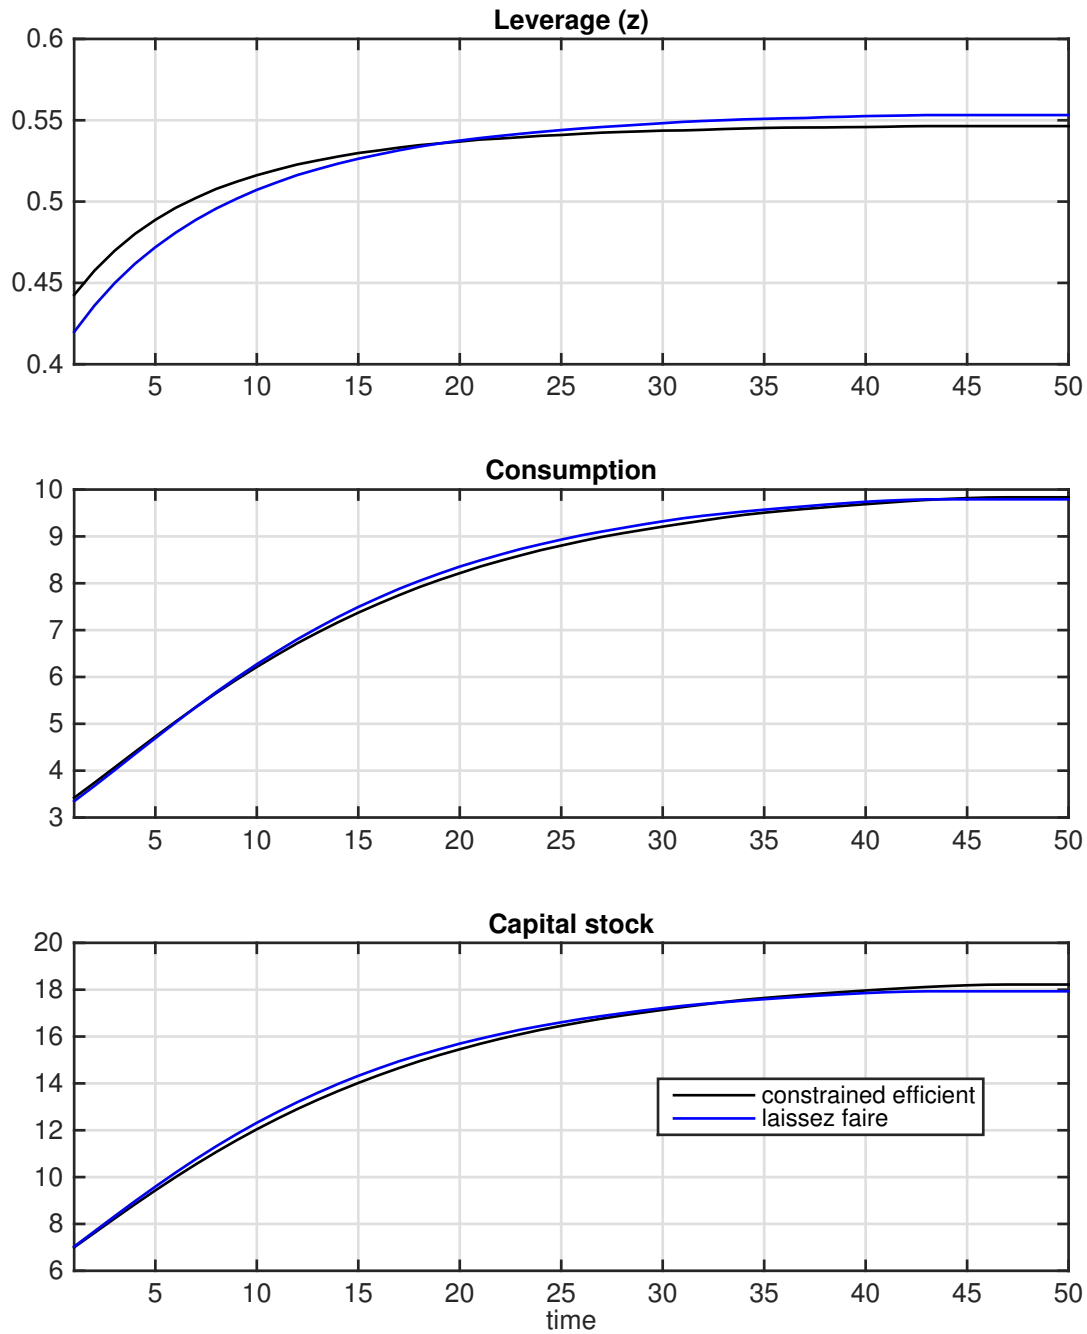 Leverage (z)
0.6
0.55
0.5
0.45
0.4
5 10 15 20 25 30 35 40 45 50
Consumption
10
9
8
7
6
5
4
3
5 10 15 20 25 30 35 40 45 50
Capital stock
20
18
16
14
12
10
8
6
constrained efficient
laissez faire
5 10 15 20 25 30 35 40 45 50
time